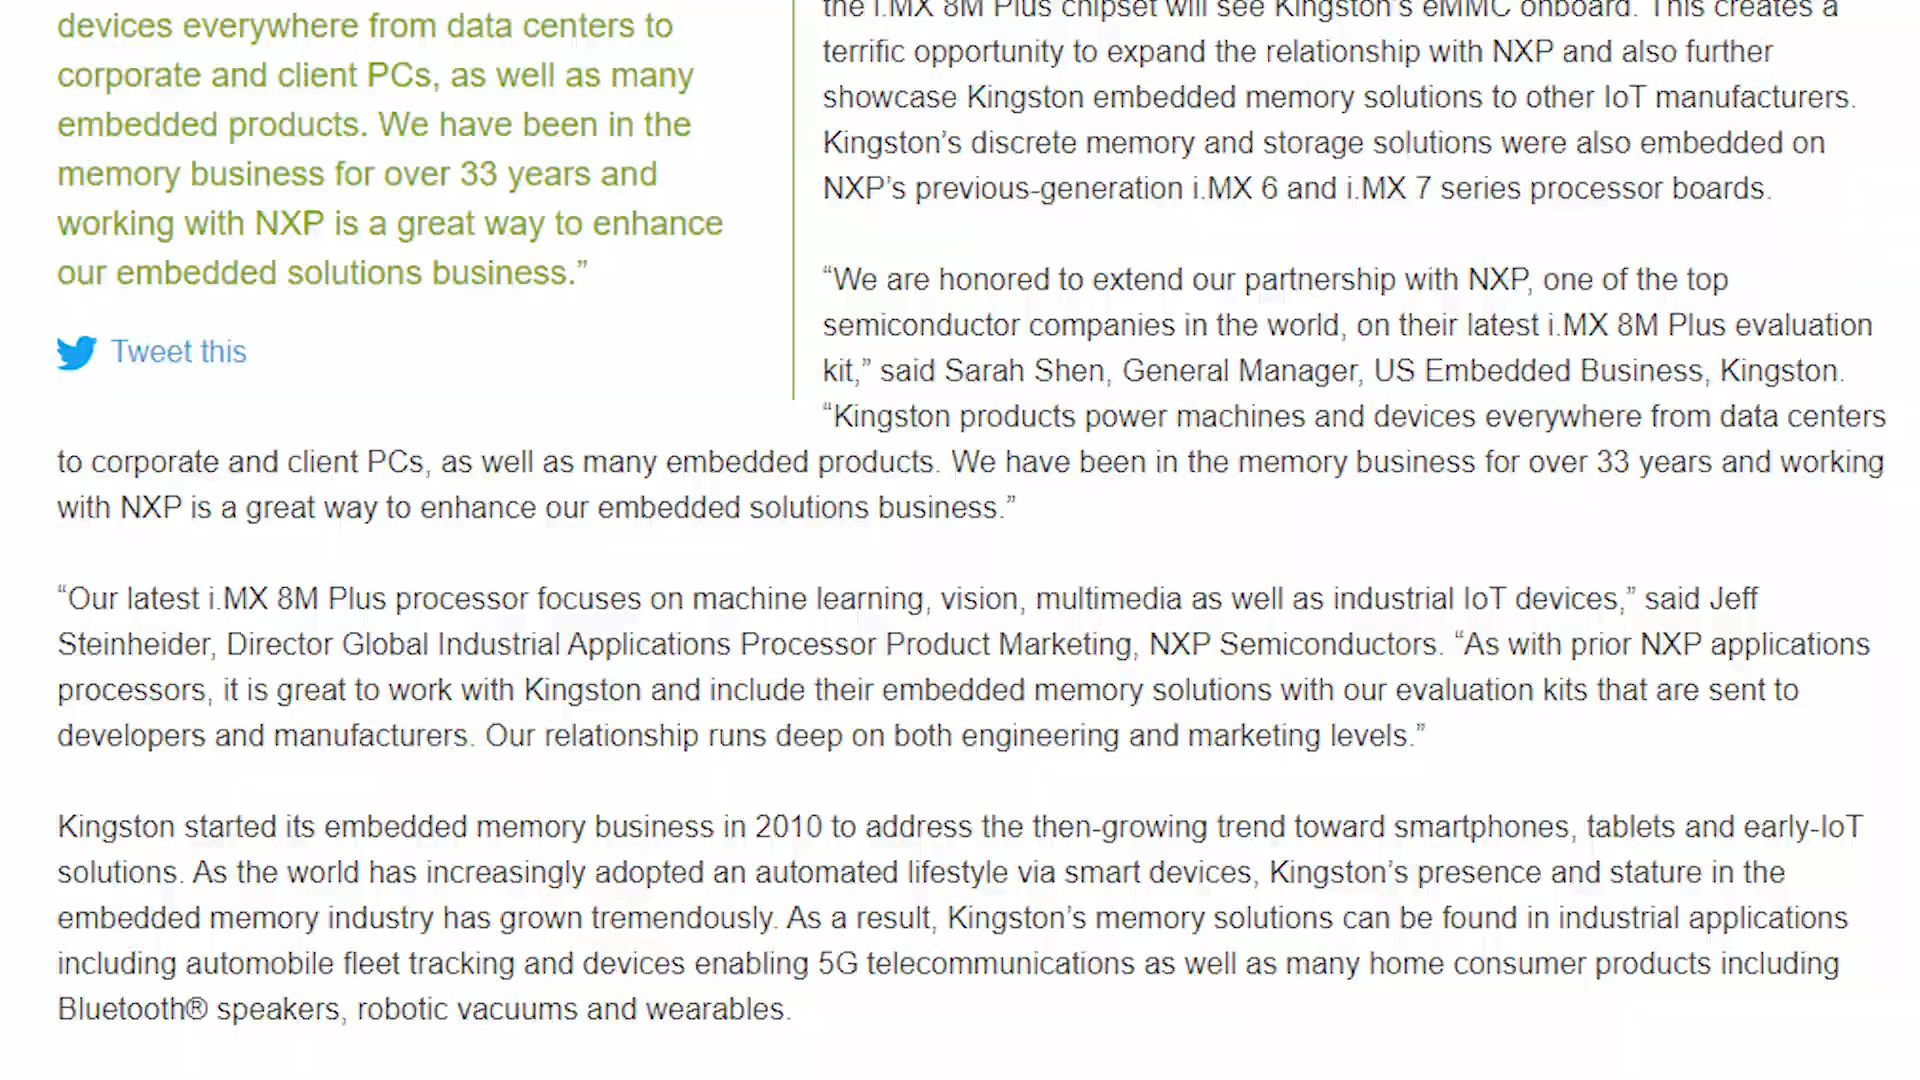 devices everywhere from data centers to
corporate and client PCs, as well as many
embedded products. We have been in the
memory business for over 33 years and
working with NXP is a great way to enhance
our embedded solutions business.”
Tweet this
the i.MX 8M Plus chipset will see Kingston’s eMMC onboard. This creates a
terrific opportunity to expand the relationship with NXP and also further
showcase Kingston embedded memory solutions to other IoT manufacturers.
Kingston’s discrete memory and storage solutions were also embedded on
NXP’s previous-generation i.MX 6 and i.MX 7 series processor boards.
“We are honored to extend our partnership with NXP, one of the top
semiconductor companies in the world, on their latest i.MX 8M Plus evaluation
kit,” said Sarah Shen, General Manager, US Embedded Business, Kingston.
“Kingston products power machines and devices everywhere from data centers
to corporate and client PCs, as well as many embedded products. We have been in the memory business for over 33 years and working
with NXP is a great way to enhance our embedded solutions business.”
“Our latest i.MX 8M Plus processor focuses on machine learning, vision, multimedia as well as industrial IoT devices,” said Jeff
Steinheider, Director Global Industrial Applications Processor Product Marketing, NXP Semiconductors. “As with prior NXP applications
processors, it is great to work with Kingston and include their embedded memory solutions with our evaluation kits that are sent to
developers and manufacturers. Our relationship runs deep on both engineering and marketing levels.”
Kingston started its embedded memory business in 2010 to address the then-growing trend toward smartphones, tablets and early-IoT
solutions. As the world has increasingly adopted an automated lifestyle via smart devices, Kingston’s presence and stature in the
embedded memory industry has grown tremendously. As a result, Kingston’s memory solutions can be found in industrial applications
including automobile fleet tracking and devices enabling 5G telecommunications as well as many home consumer products including
Bluetooth® speakers, robotic vacuums and wearables.